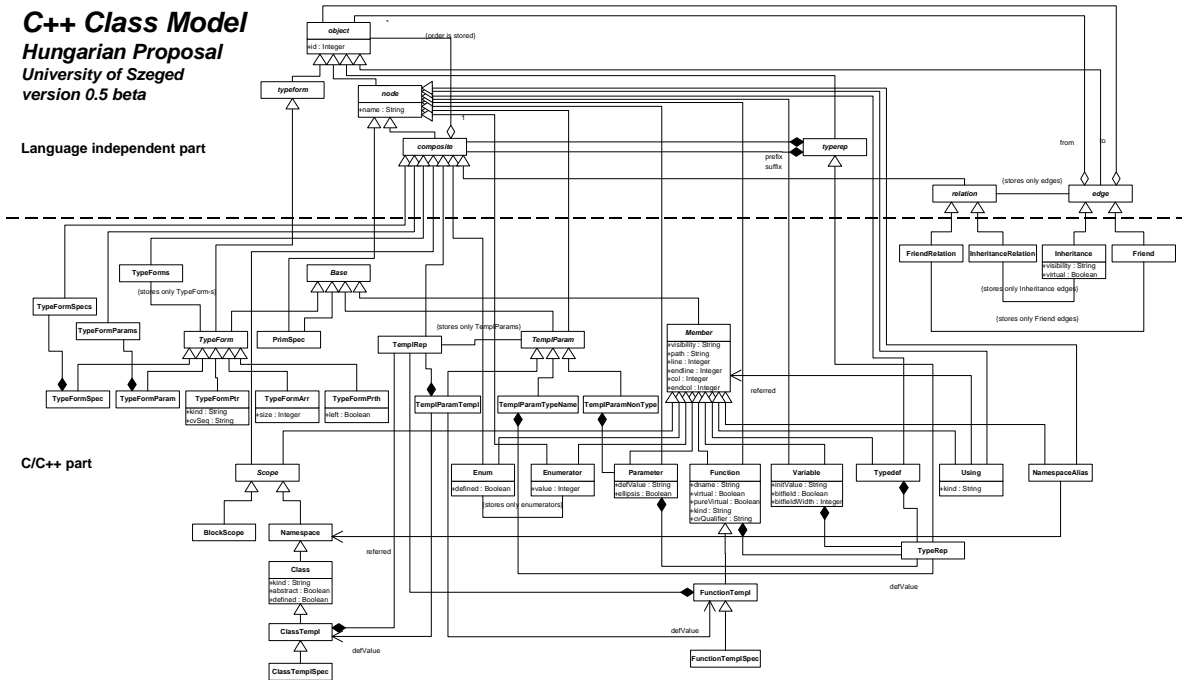 C++ Class Model
Hungarian Proposal
University of Szeged
version 0.5 beta
object
+id : Integer
*
{order is stored}
typeform
node
+name : String
1
Language independent part
composite
prefix
suffix
typerep
from
to
relation
{stores only edges}
edge
TypeForms
Base
FriendRelation
InheritanceRelation
Inheritance
+visibility : String
+virtual : Boolean
Friend
{stores only TypeForm-s}
{stores only Inheritance edges}
TypeFormSpecs
TypeFormParams
{stores only TemplParams}
{stores only Friend edges}
TypeForm
PrimSpec
TemplRep
TemplParam
Member
+visibility : String
+path : String
+line : Integer
+endline : Integer
+col : Integer
+endcol : Integer
referred
TypeFormSpec
TypeFormParam
TypeFormPtr
+kind : String
+cvSeq : String
TypeFormArr
+size : Integer
TypeFormPrth
+left : Boolean
TemplParamTempl
TemplParamTypeName
TemplParamNonType
C/C++ part
Scope
Enum
+defined : Boolean
Enumerator
+value : Integer
{stores only enumerators}
Parameter
+defValue : String
+ellipsis : Boolean
Function
+dname : String
+virtual : Boolean
+pureVirtual : Boolean
+kind : String
+cvQualifier : String
Variable
+initValue : String
+bitfield : Boolean
+bitfieldWidth : Integer
Typedef
Using
+kind : String
NamespaceAlias
BlockScope
Namespace
referred
TypeRep
Class
+kind : String
+abstract : Boolean
+defined : Boolean
defValue
FunctionTempl
ClassTempl
defValue
defValue
FunctionTemplSpec
ClassTemplSpec